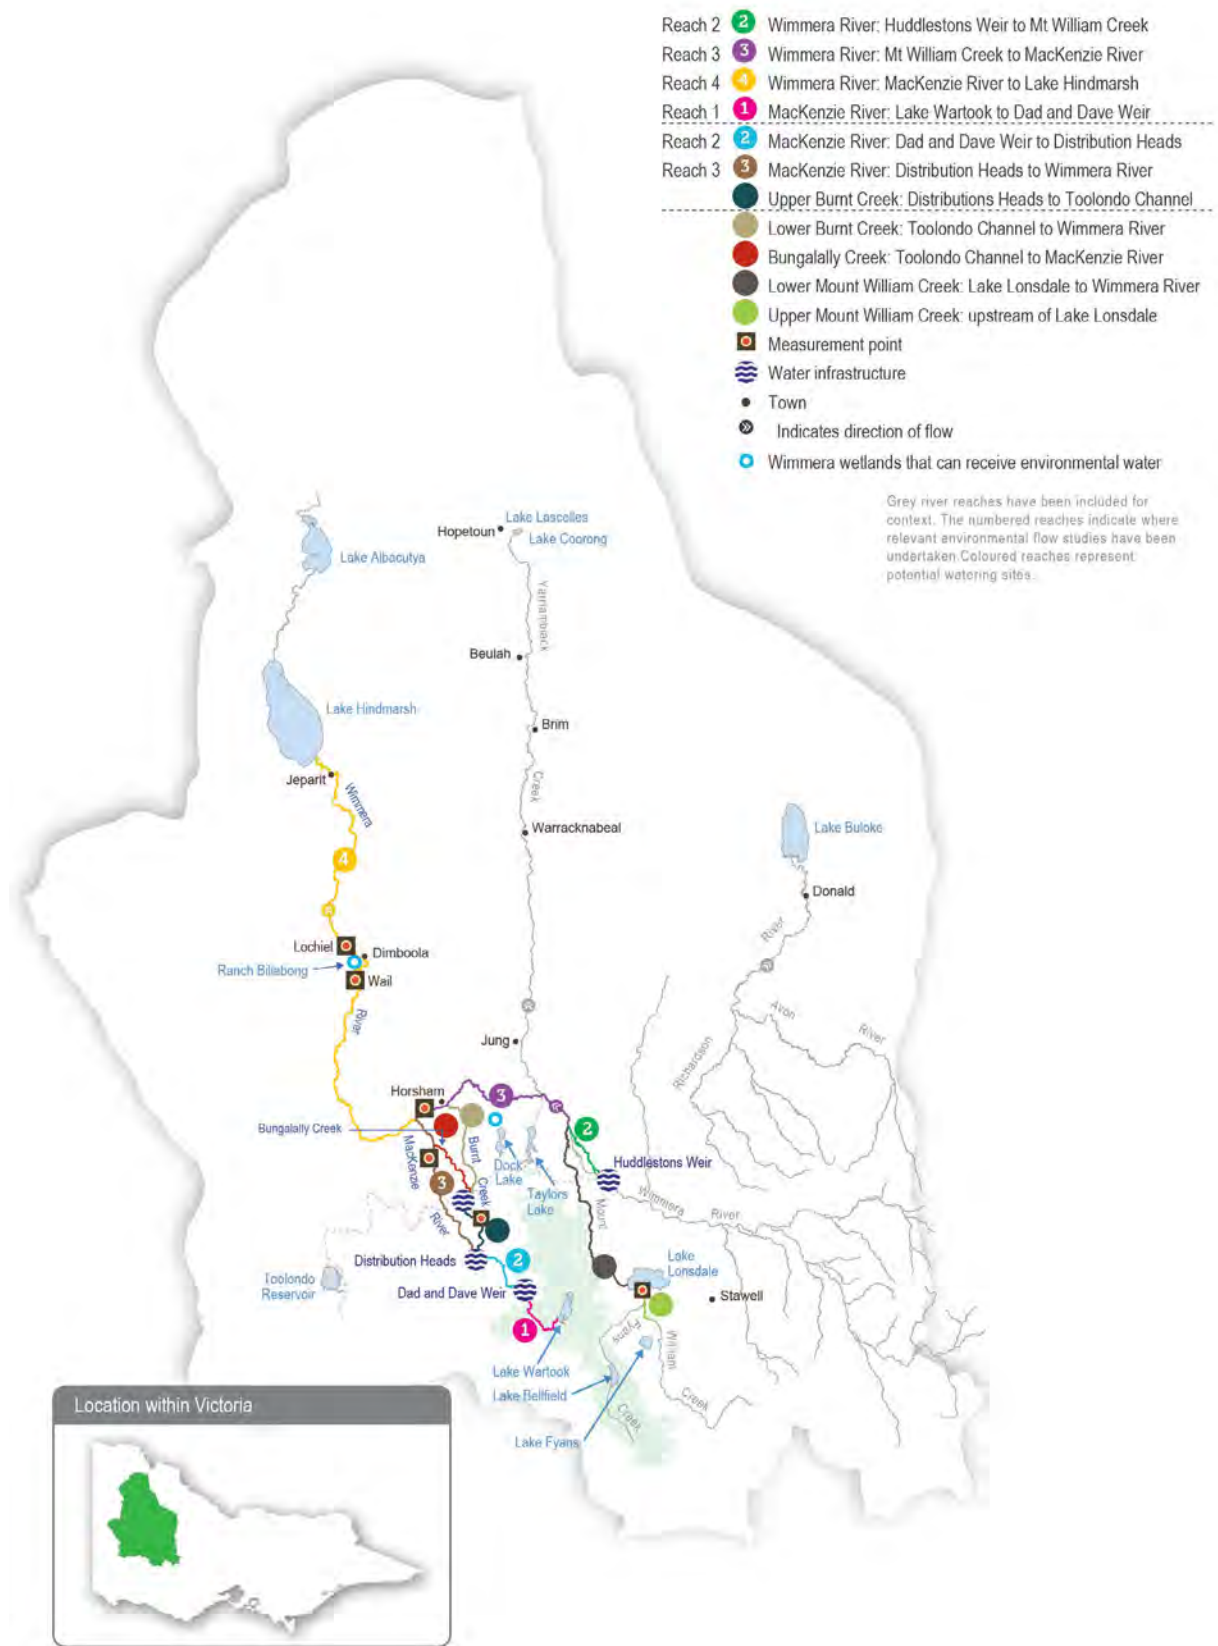 Reach 2 2 Wimmera River: Huddlestons Weir to Mt William Creek
Reach 3 3 Wimmera River: Mt William Creek to MacKenzie River
Reach 4 4 Wimmera River: MacKenzie River to Lake Hindmarsh
Reach 1 1 MacKenzie River: Lake Wartook to Dad and Dave Weir
Reach 2 2 MacKenzie River: Dad and Dave Weir to Distribution Heads
Reach 3 3 MacKenzie River: Distribution Heads to Wimmera River
Upper Burnt Creek: Distributions Heads to Toolondo Channel
Lower Burnt Creek: Toolondo Channel to Wimmera River
Bungalally Creek: Toolondo Channel to MacKenzie River
Lower Mount William Creek: Lake Lonsdale to Wimmera River
Upper Mount William Creek: upstream of Lake Lonsdale
Measurement point
Water infrastructure
Town
Indicates direction of flow
Wimmera wetlands that can receive environmental water
Grey river reaches have been included for
context. The numbered reaches indicate where
relevant environmental flow studies have been
undertaken.Coloured reaches represent
potential watering sites.
Lake Lascelles
Hopetoun
Lake Coorong
Lake Albacutya
Yarriambiack
Beulah
Lake Hindmarsh
Brim
Jeparit
Wimmera
Creek
Warracknabeal
Lake Buloke
4
Donald
River
Lochiel
Dimboola
Ranch Billabong
Wail
River
Avon
River
Jung
Richardson
Horsham
3
Bungalally Creek
2
MacKenzie
Burnt
Dock
Lake
Huddlestons Weir
3
Creek
Taylors
Lake
Mount
Wimmera
River
River
Distribution Heads
2
Lake
Lonsdale
Toolondo
Reservoir
Dad and Dave Weir
Stawell
1
Fyans
William
Lake Wartook
Lake Bellfield
Creek
Creek
Lake Fyans
Location within Victoria